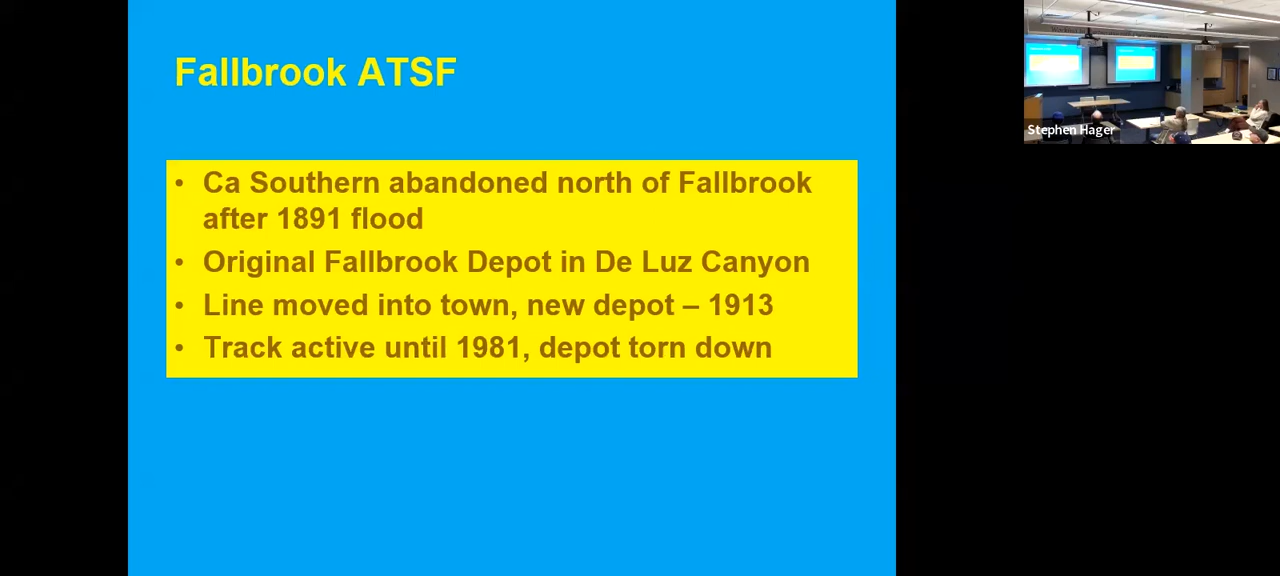 Fallbrook ATSF
• Ca Southern abandoned north of Fallbrook
after 1891 flood
• Original Fallbrook Depot in De Luz Canyon
• Line moved into town, new depot – 1913
• Track active until 1981, depot torn down
Stephen Hager